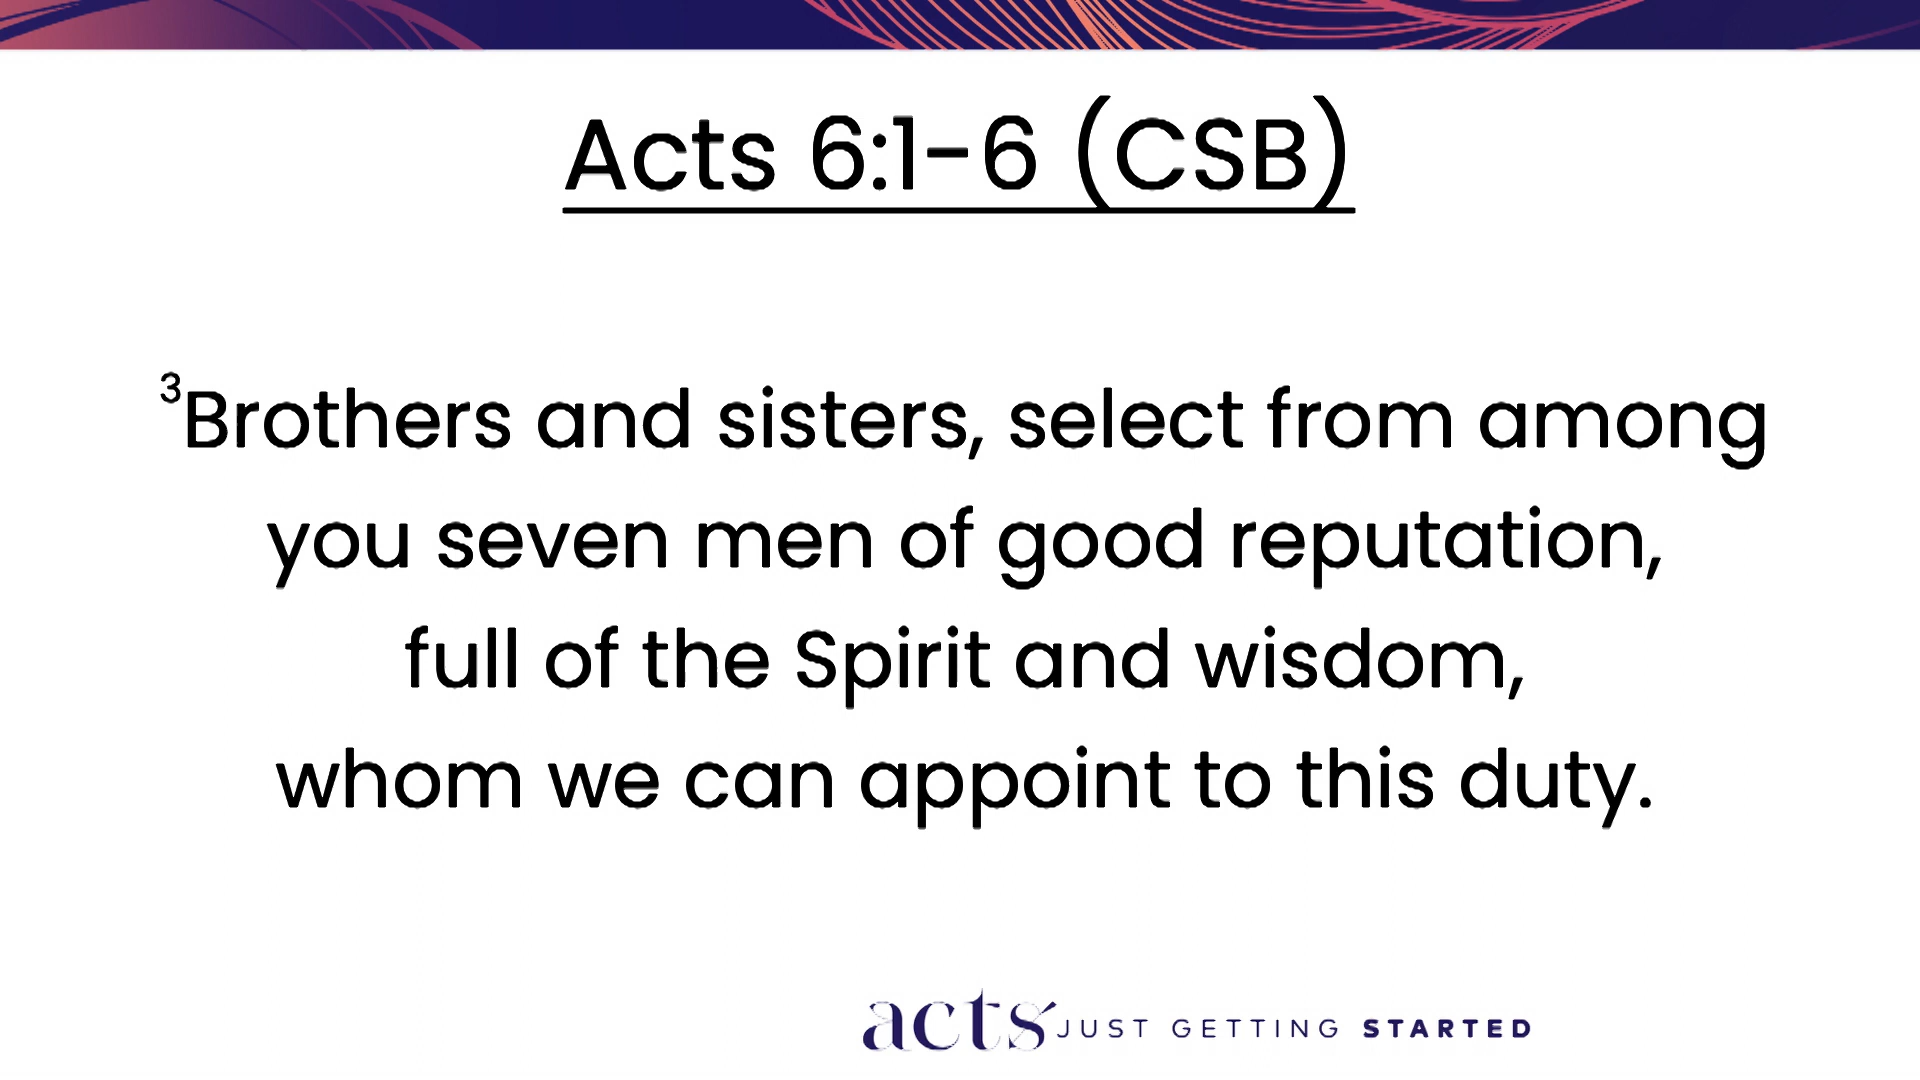 Acts 6:1-6 (CSB)
³Brothers and sisters, select from among
you seven men of good reputation,
full of the Spirit and wisdom,
whom we can appoint to this duty.
acts JUST GETTING STARTED